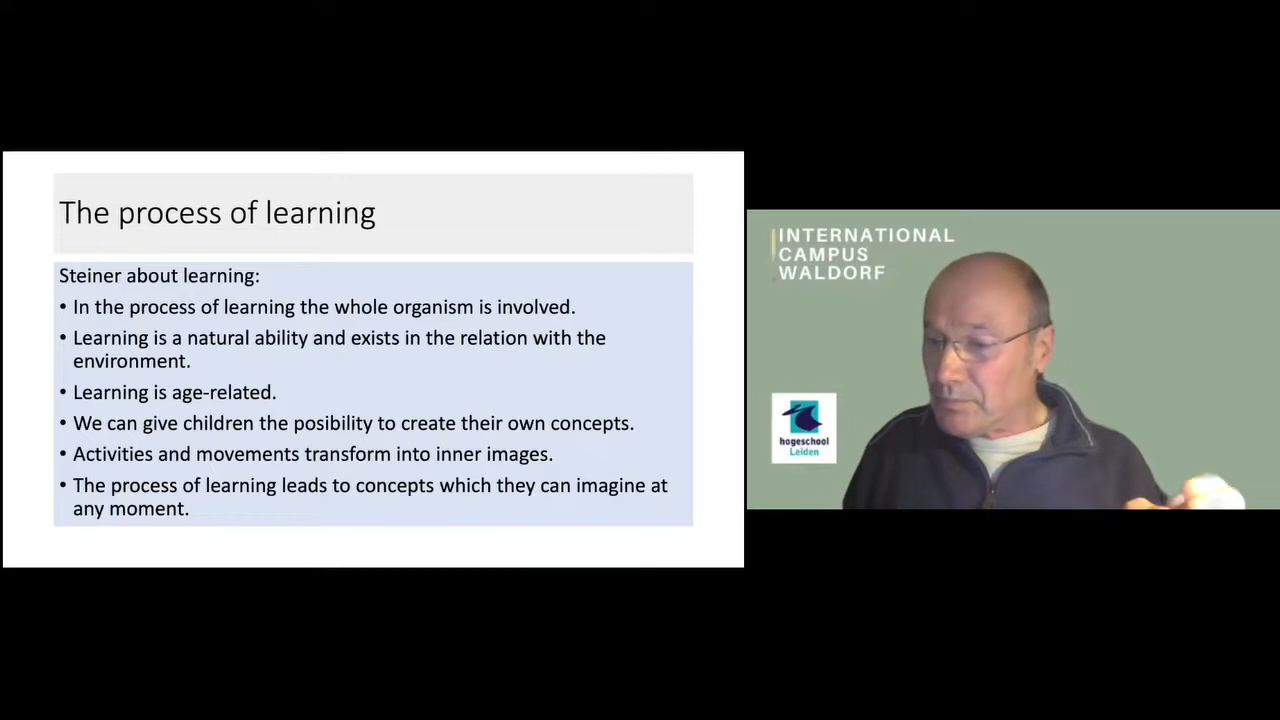 The process of learning
Steiner about learning:
• In the process of learning the whole organism is involved.
• Learning is a natural ability and exists in the relation with the
environment.
• Learning is age-related.
• We can give children the posibility to create their own concepts.
• Activities and movements transform into inner images.
• The process of learning leads to concepts which they can imagine at
any moment.
INTERNATIONAL
CAMPUS
WALDORF
hogeschool
Leiden